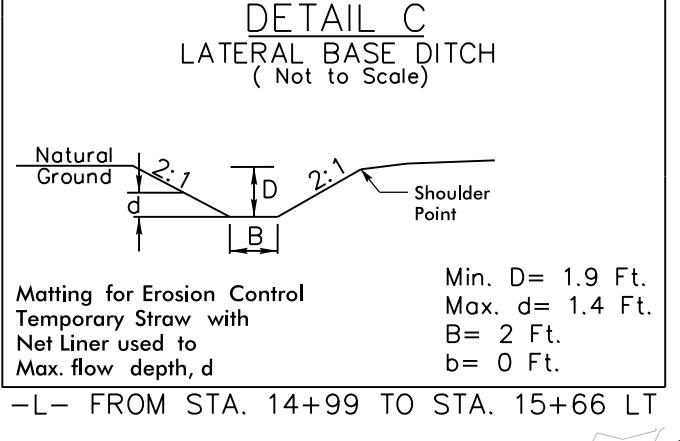 DETAIL C
LATERAL BASE DITCH
( Not to Scale)
Natural
Ground
2:1
d
D
B
2:1
Shoulder
Point
Matting for Erosion Control
Temporary Straw with
Net Liner used to
Max. flow depth, d
Min. D= 1.9 Ft.
Max. d= 1.4 Ft.
B= 2 Ft.
b= 0 Ft.
-L- FROM STA. 14+99 TO STA. 15+66 LT